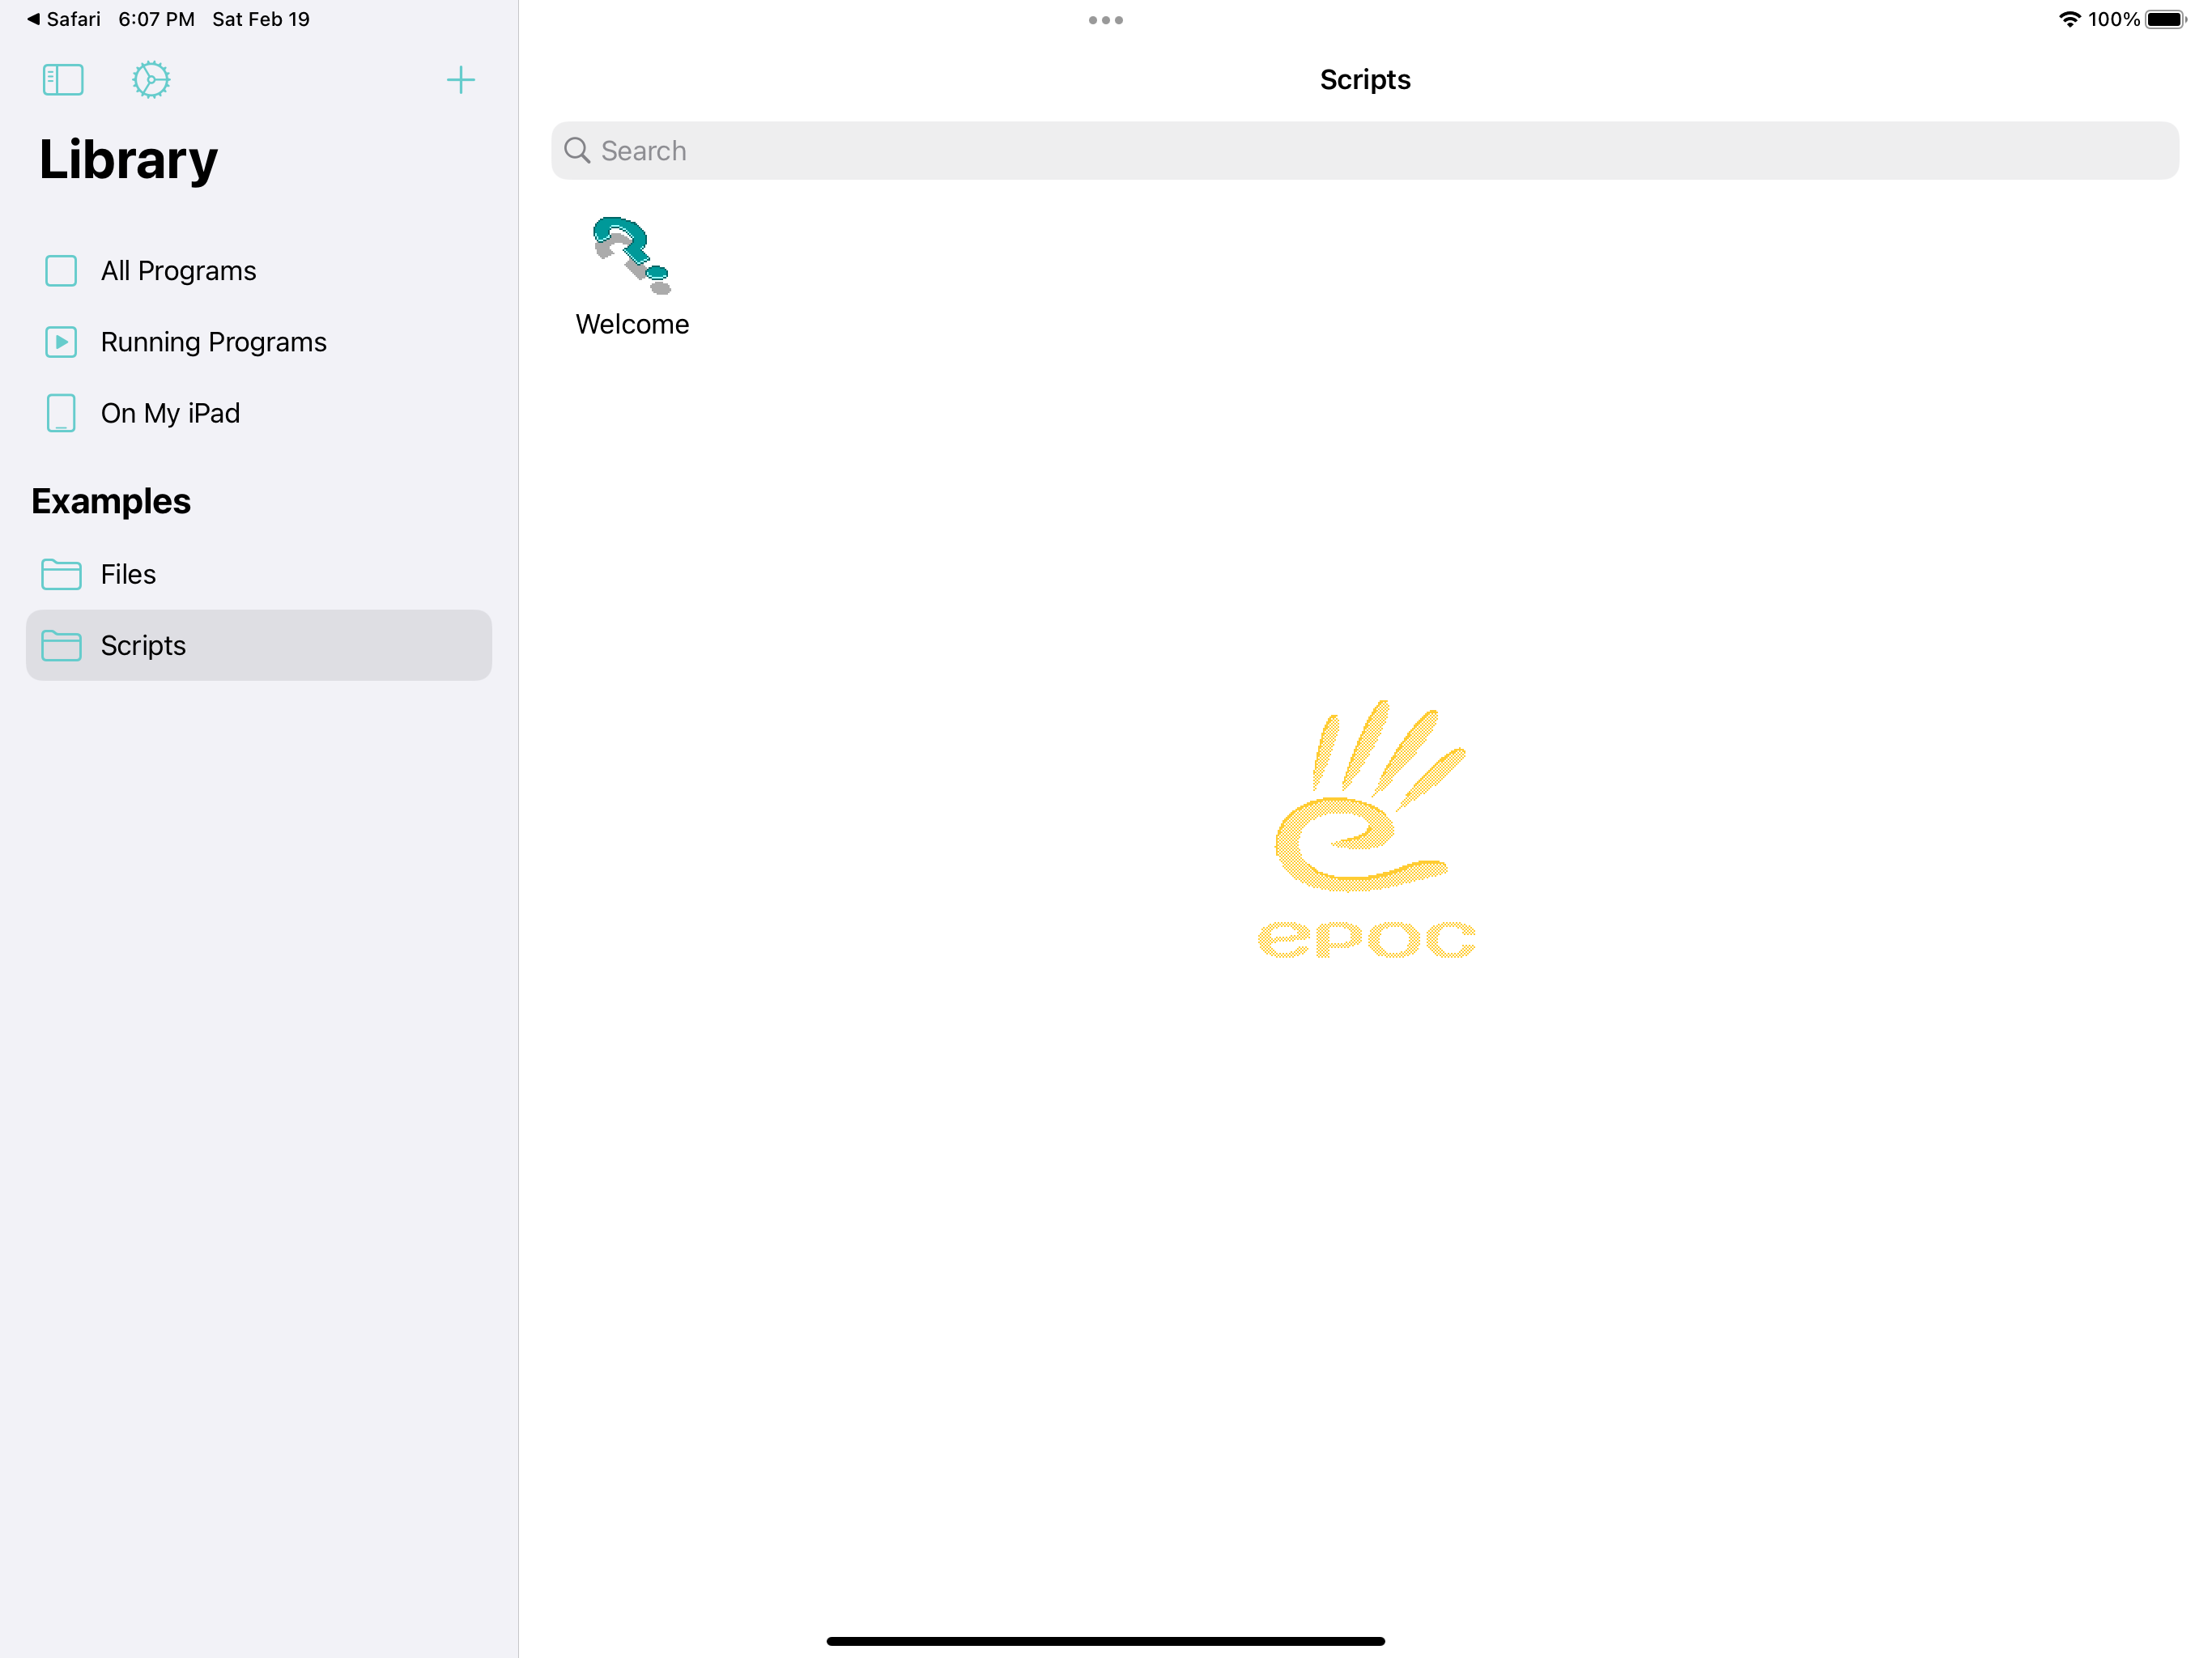 Safari 6:07 PM Sat Feb 19
100%
Library
All Programs
Running Programs
On My iPad
Examples
Files
Scripts
Scripts
Search
Welcome
epoc